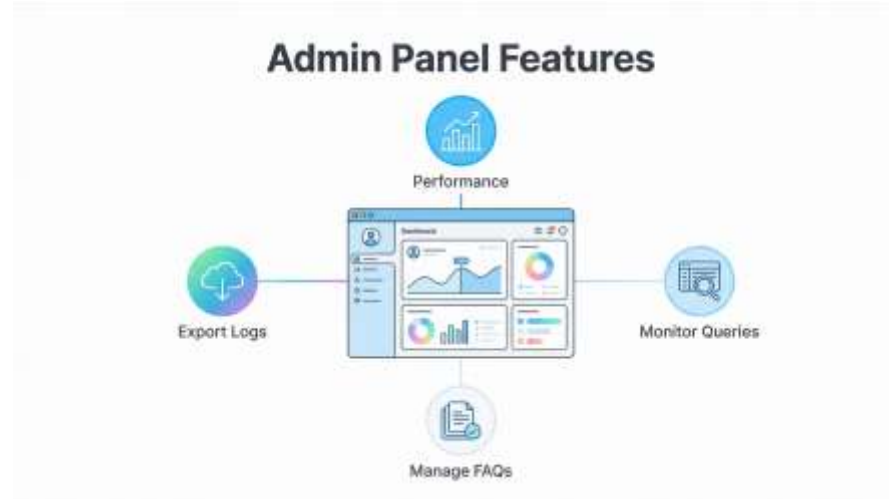 Admin Panel Features
Performance
Dashboard
Export Logs
Monitor Queries
Manage FAQs